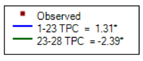 Observed
1-23 TPC = 1.31*
23-28 TPC = -2.39*